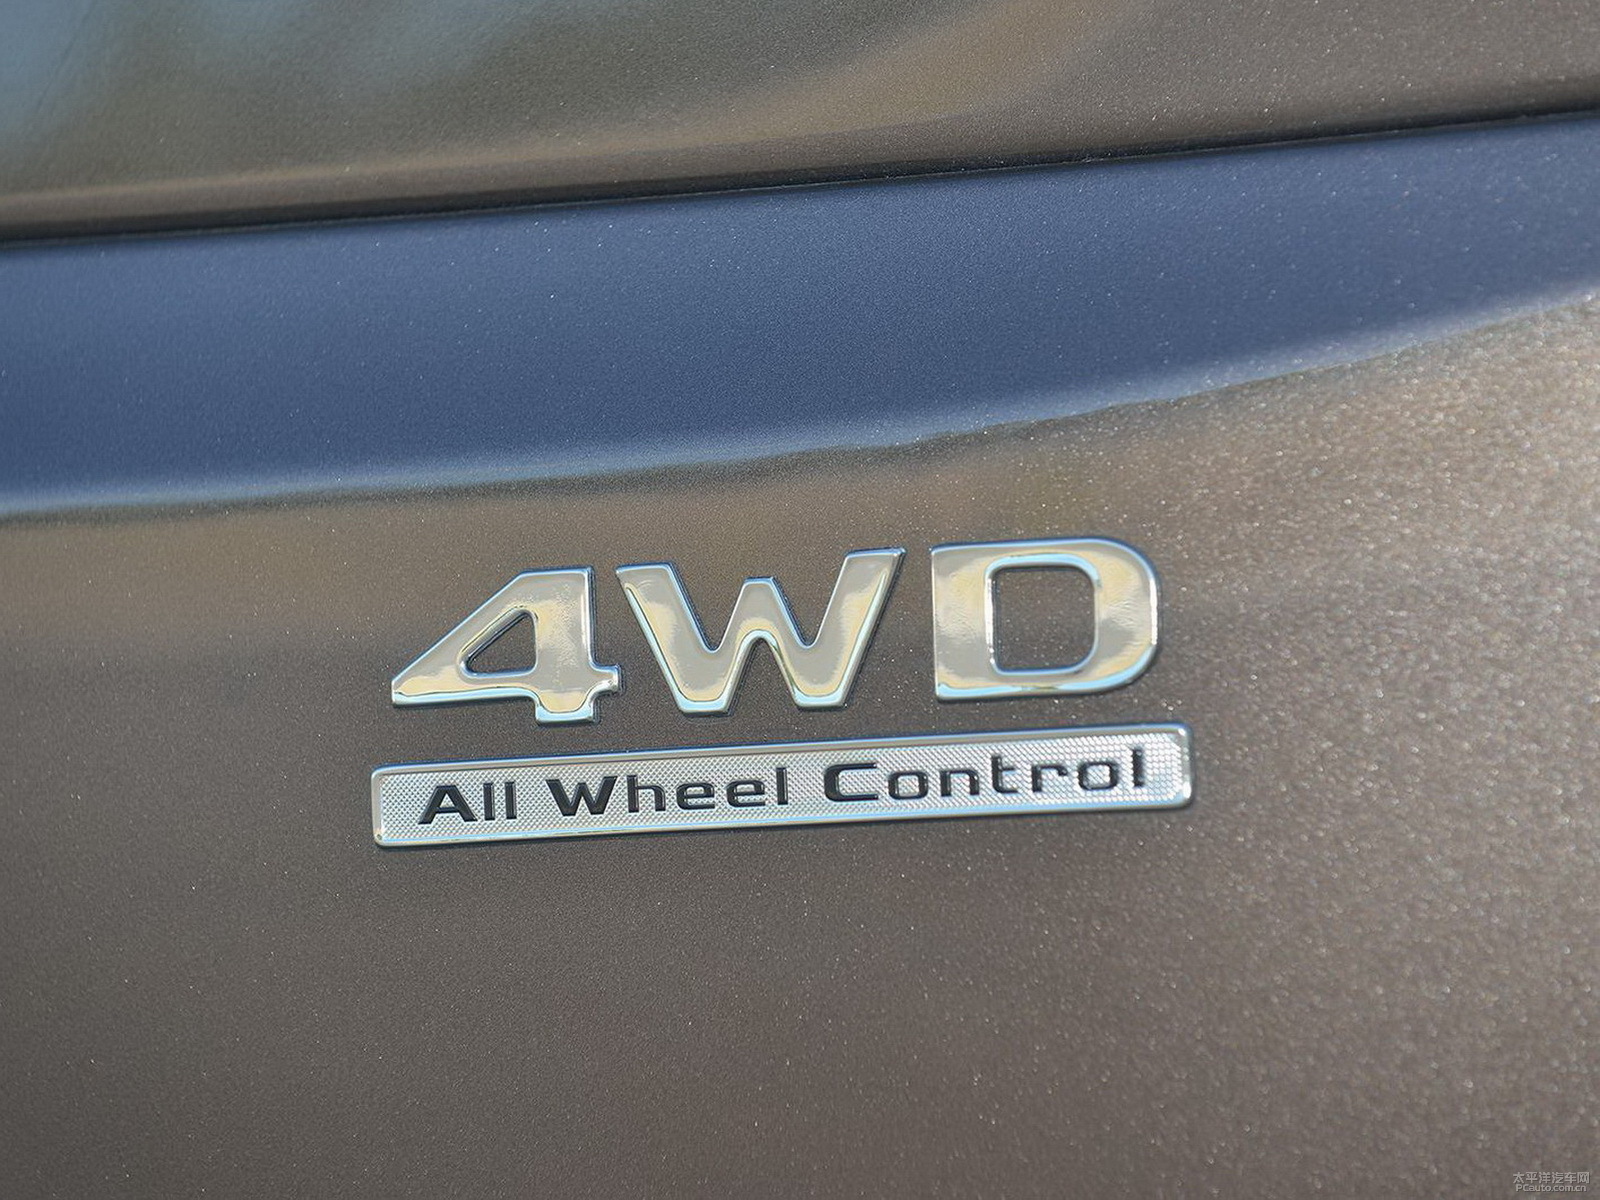 4WD
All Wheel Control
太平洋汽车网
PCauto.com.cn